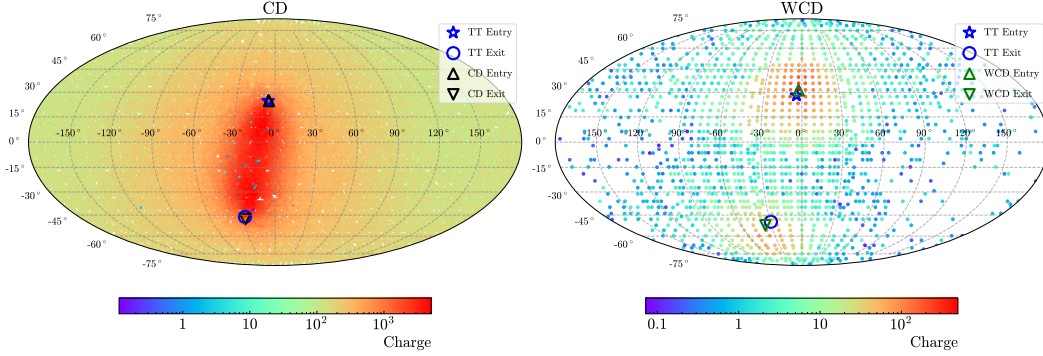 CD
75°
60°
45°
30°
15°
0°
-15°
-30°
-45°
-60°
-75°
-150° -120° -90° -60° -30° 0° 30° 60° 90° 120° 150°
TT Entry
TT Exit
CD Entry
CD Exit
1 10 10² 10³
Charge
WCD
75°
60°
45°
30°
15°
0°
-15°
-30°
-45°
-60°
-75°
-150° -120° -90° -60° -30° 0° 30° 60° 90° 120° 150°
TT Entry
TT Exit
WCD Entry
WCD Exit
0.1 1 10 10²
Charge